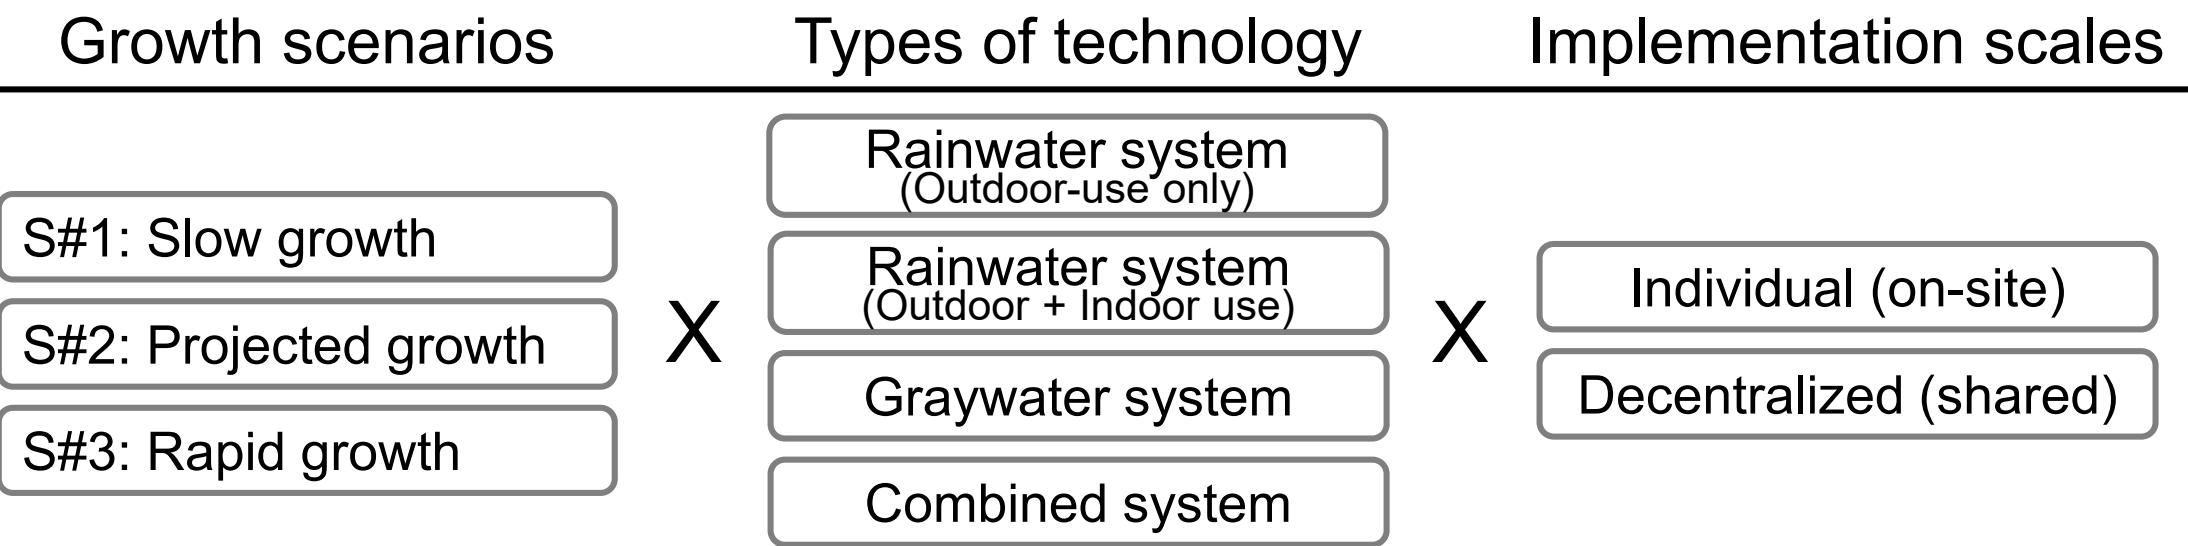 Growth scenarios
Types of technology
Implementation scales
S#1: Slow growth
S#2: Projected growth
S#3: Rapid growth
X
Rainwater system
(Outdoor-use only)
Rainwater system
(Outdoor + Indoor use)
Graywater system
Combined system
X
Individual (on-site)
Decentralized (shared)